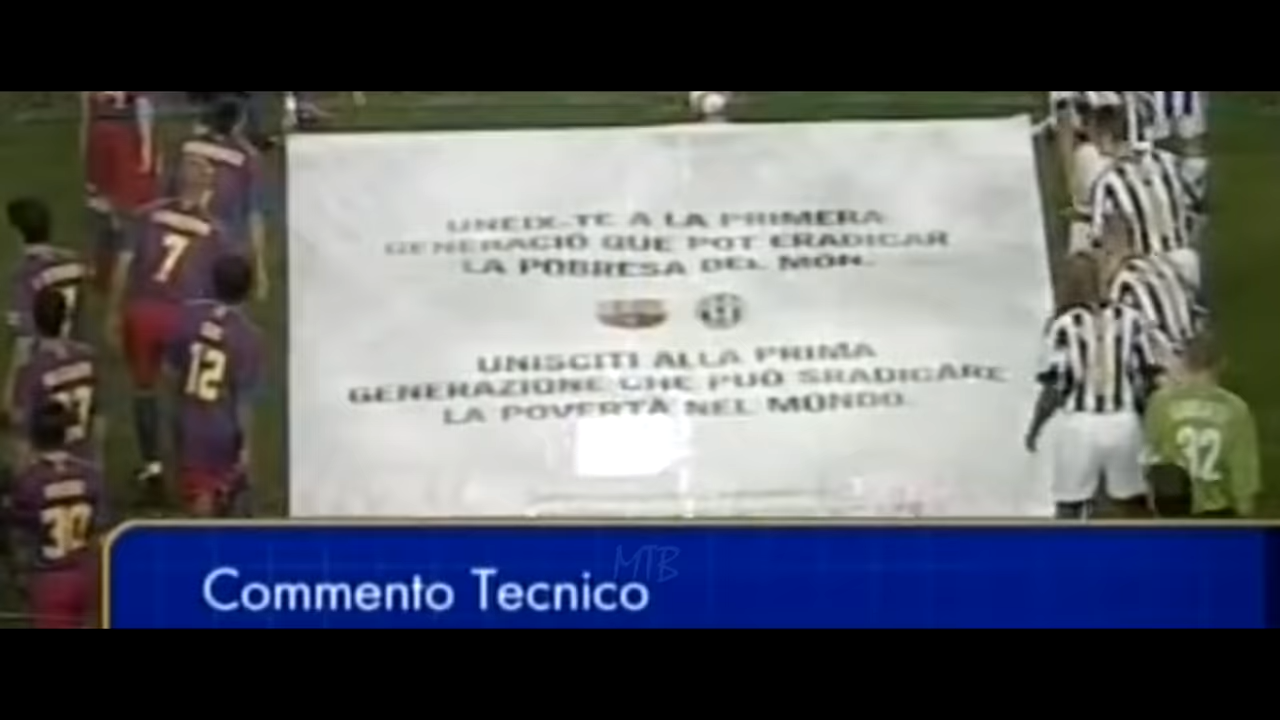 UNEIX-TE A LA PRIMERA
GENERACIÓ QUE POT ERADICAR
LA POBRESA DEL MÓN.
UNISCITI ALLA PRIMA
GENERAZIONE CHE PUÒ SRADICARE
LA POVERTÀ NEL MONDO.
7
12
30
32
MTB
Commento Tecnico